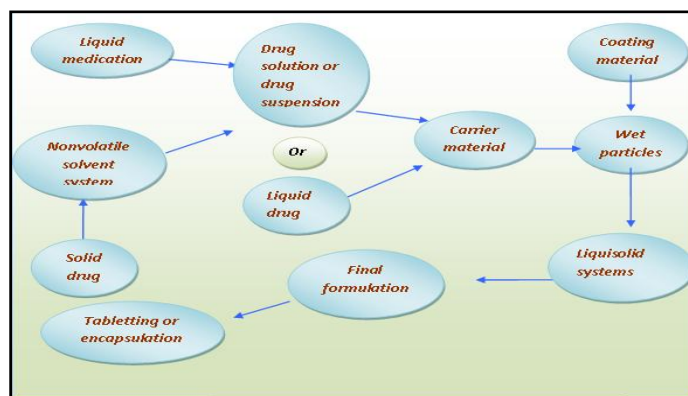 Liquid
medication
Drug
solution or
drug
suspension
Coating
material
Nonvolatile
solvent
system
Or
Carrier
material
Wet
particles
Liquid drug
Solid
drug
Final
formulation
Liquisolid
systems
Tabletting or
encapsulation